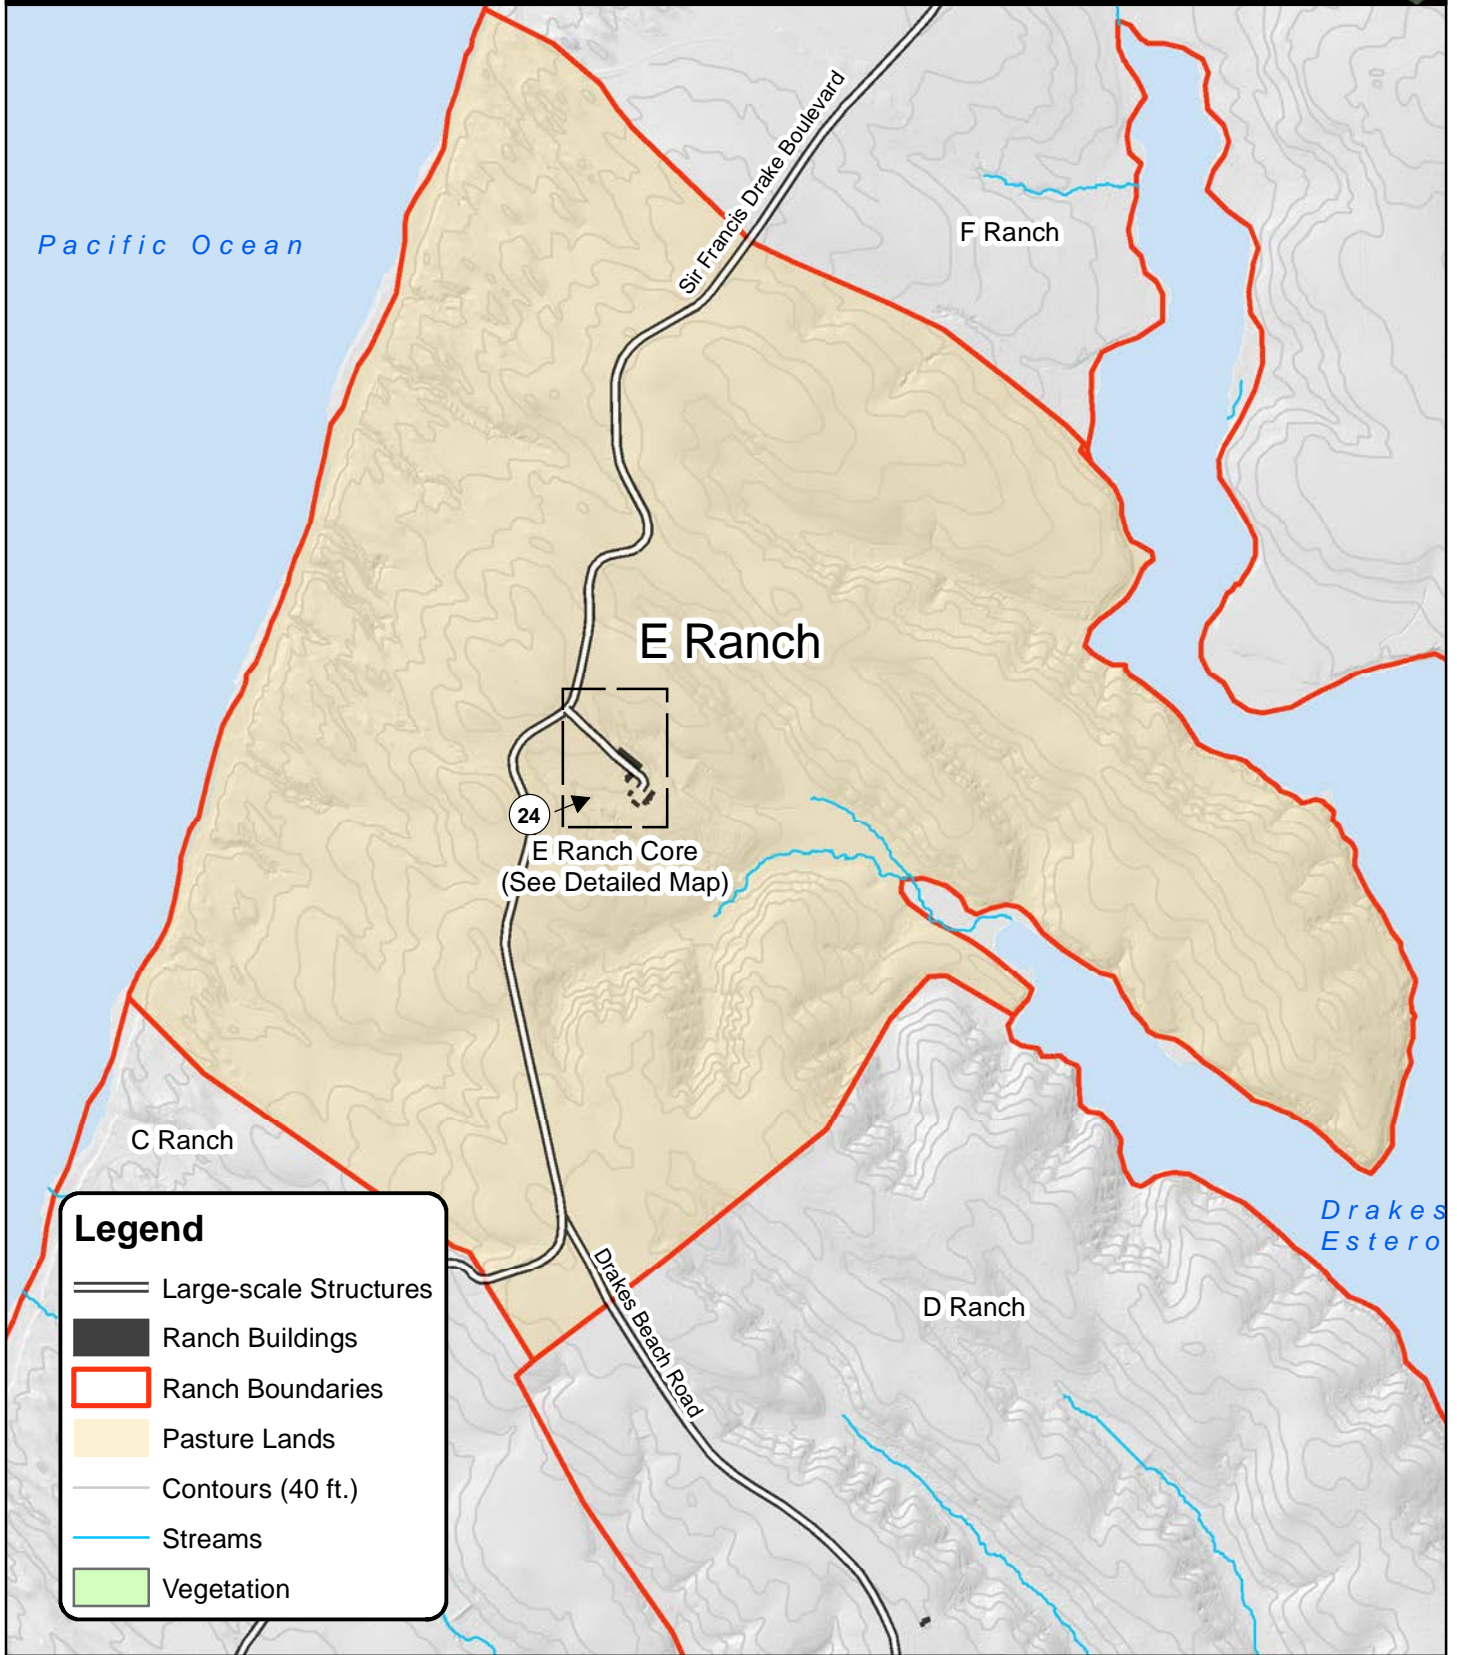 Sir Francis Drake Boulevard
F Ranch
Pacific Ocean
E Ranch
24
E Ranch Core
(See Detailed Map)
C Ranch
Drakes
Estero
Drakes Beach Road
D Ranch
Legend
Large-scale Structures
Ranch Buildings
Ranch Boundaries
Pasture Lands
Contours (40 ft.)
Streams
Vegetation